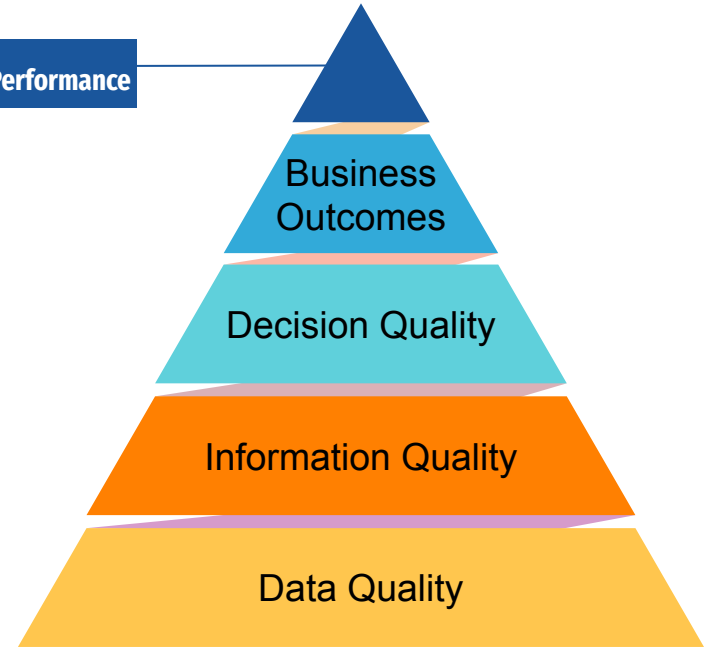 Performance
Business
Outcomes
Decision Quality
Information Quality
Data Quality